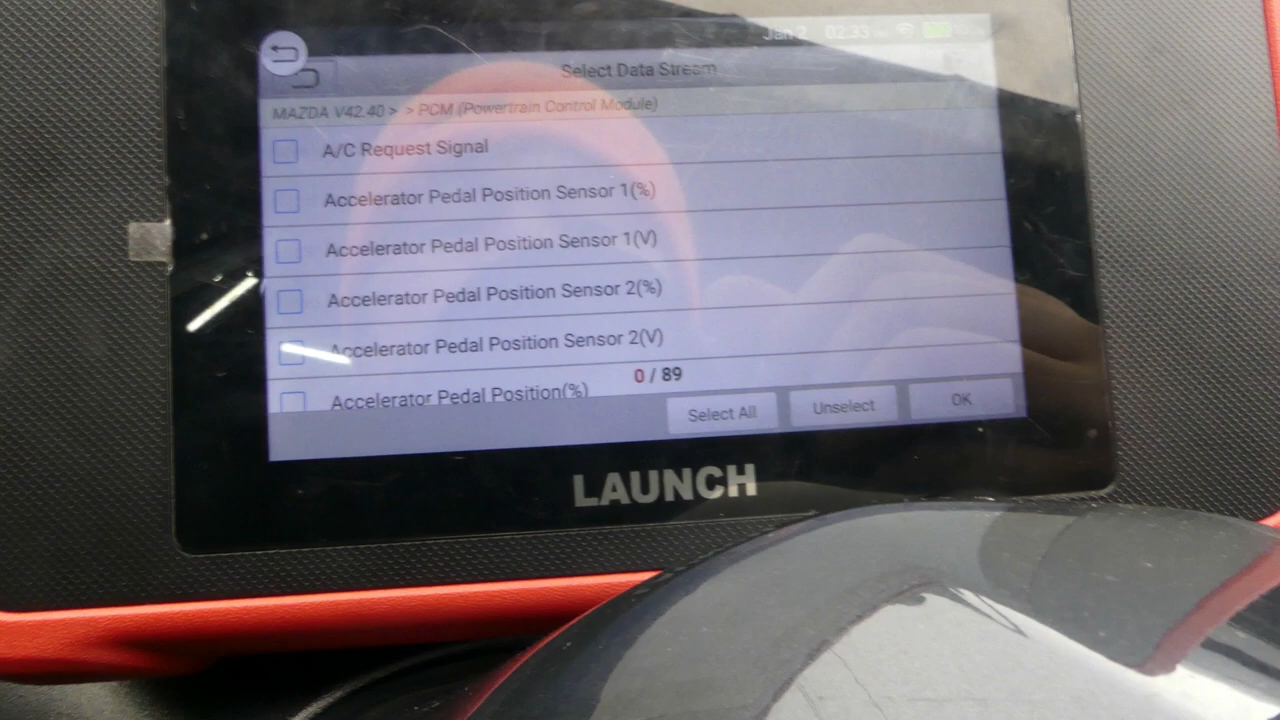 Jan 2 02:33
Select Data Stream
MAZDA V42.40 > > PCM (Powertrain Control Module)
A/C Request Signal
Accelerator Pedal Position Sensor 1(%)
Accelerator Pedal Position Sensor 1(V)
Accelerator Pedal Position Sensor 2(%)
Accelerator Pedal Position Sensor 2(V)
Accelerator Pedal Position(%)
0 / 89
Select All Unselect OK
LAUNCH